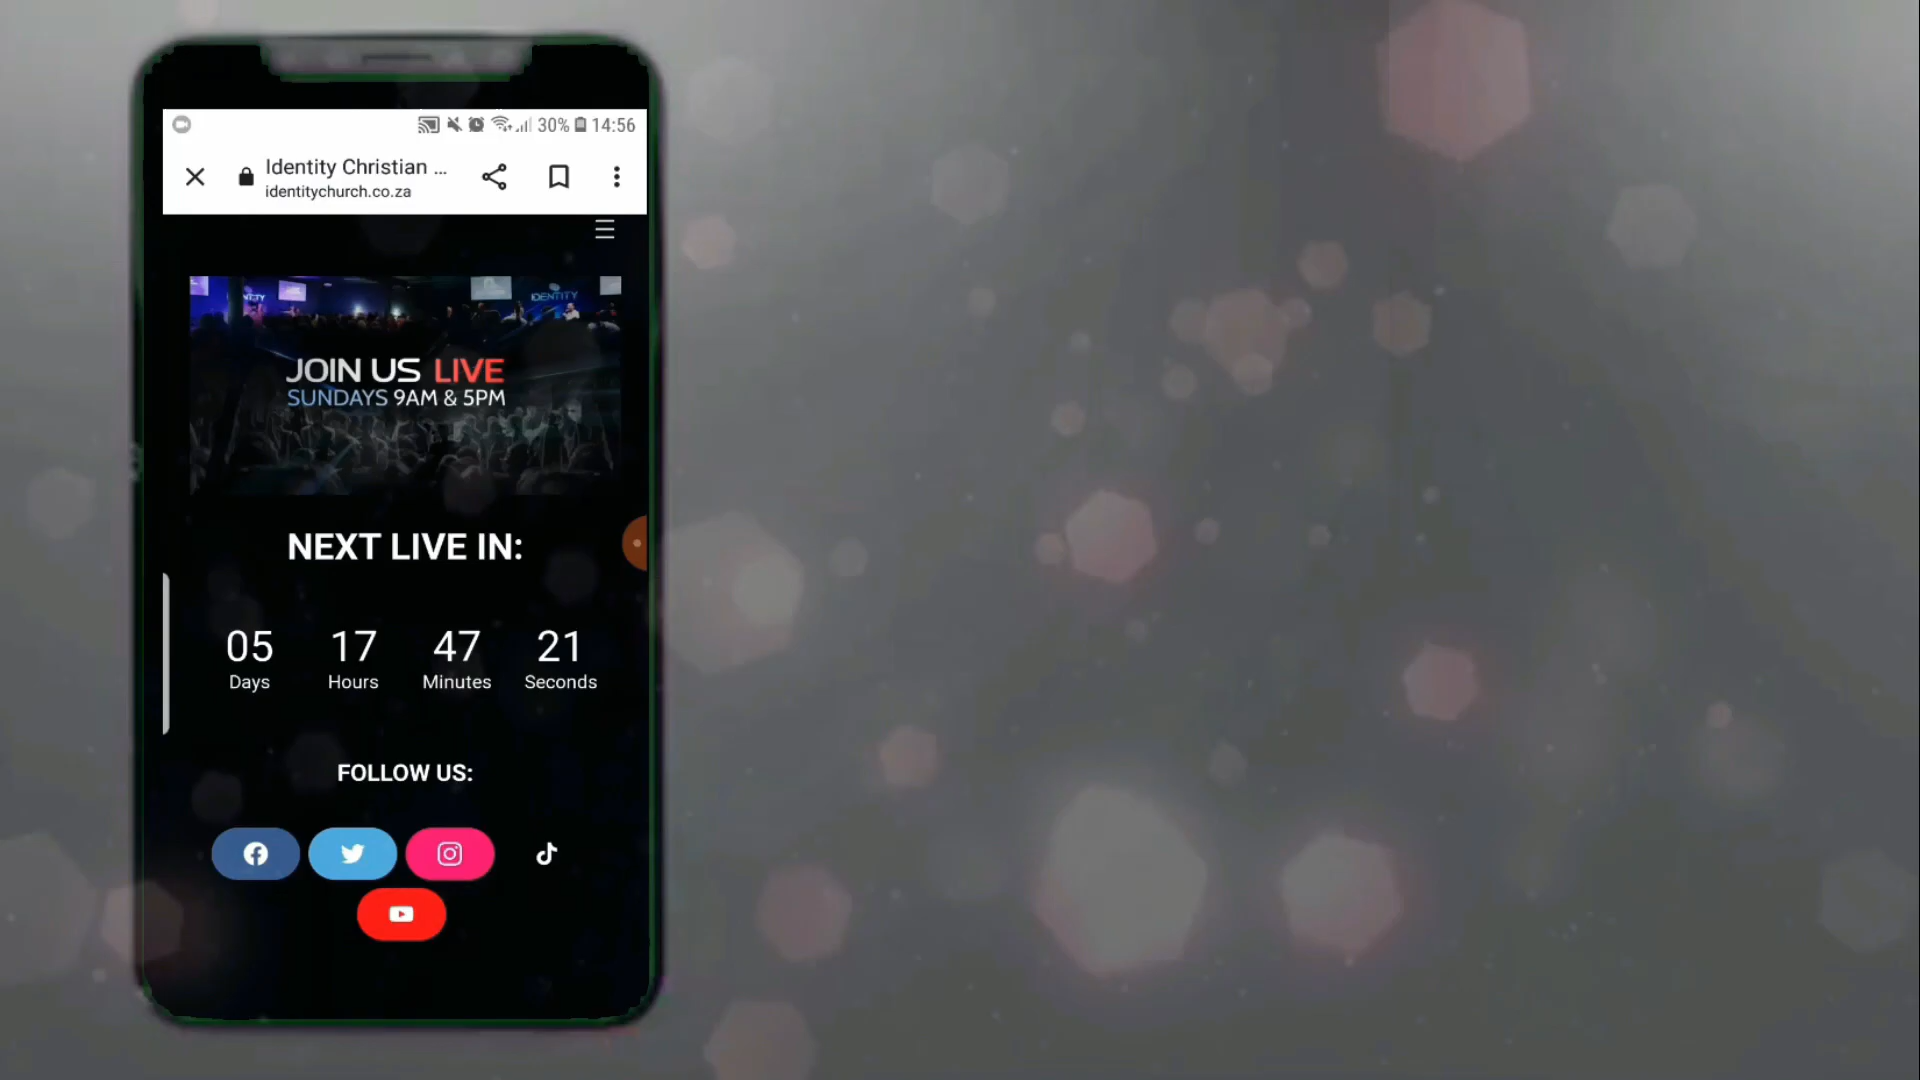 30% 14:56
Identity Christian ...
identitychurch.co.za
IDENTITY
JOIN US LIVE
SUNDAYS 9AM & 5PM
NEXT LIVE IN:
05 17 47 21
Days Hours Minutes Seconds
FOLLOW US: